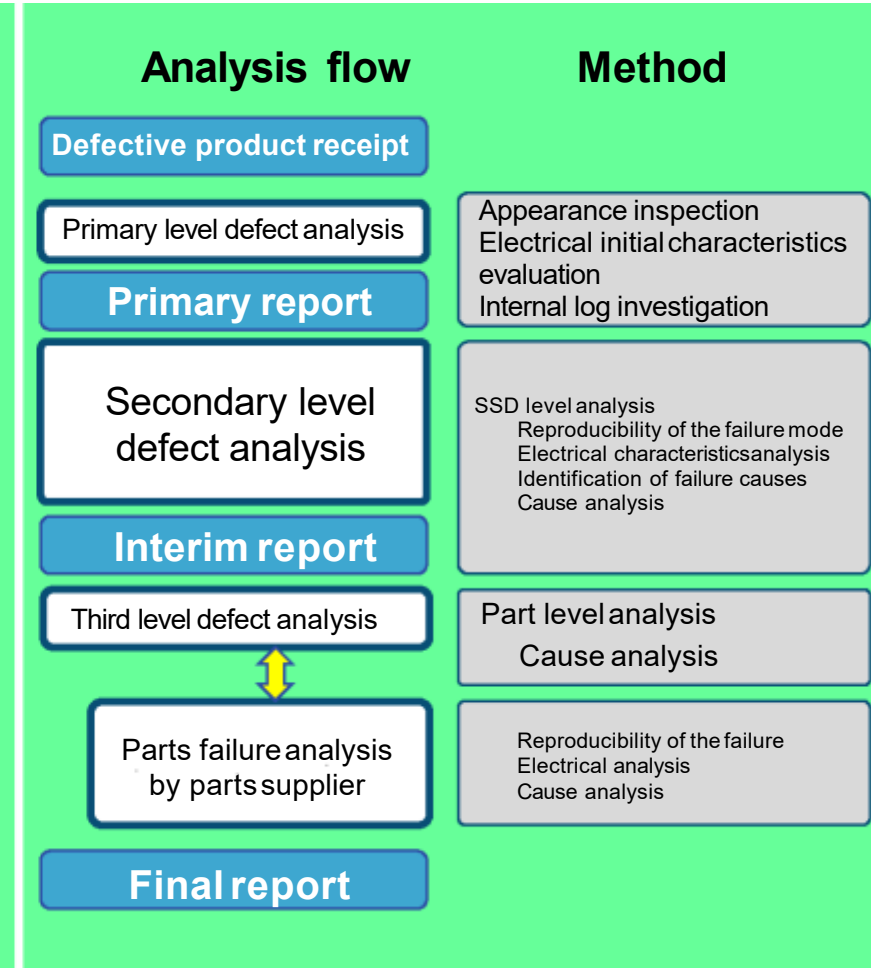 Analysis flow
Method
Defective product receipt
Primary level defect analysis
Appearance inspection
Electrical initial characteristics
evaluation
Internal log investigation
Primary report
Secondary level
defect analysis
SSD level analysis
Reproducibility of the failure mode
Electrical characteristicsanalysis
Identification of failure causes
Cause analysis
Interim report
Third level defect analysis
Part level analysis
Cause analysis
Parts failure analysis
by parts supplier
Reproducibility of the failure
Electrical analysis
Cause analysis
Final report